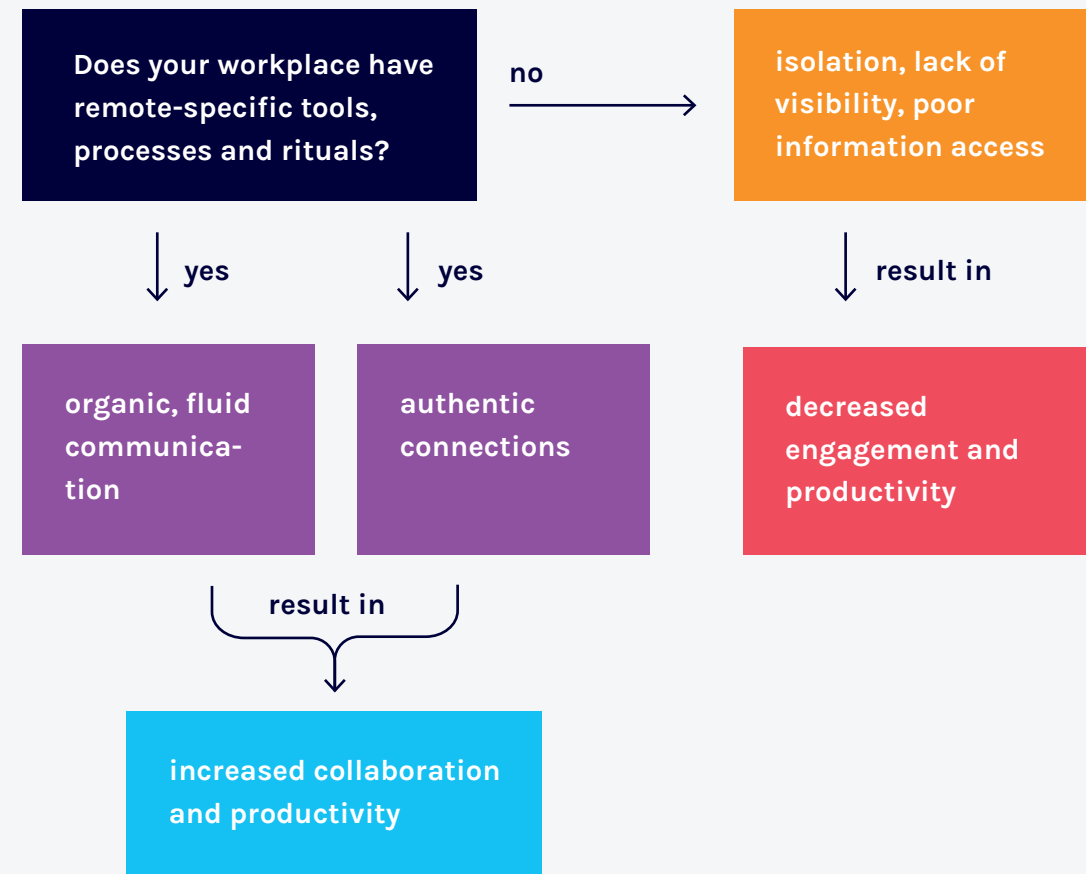 Does your workplace have
remote-specific tools,
processes and rituals?
no
isolation, lack of
visibility, poor
information access
yes
yes
result in
organic, fluid
communica-
tion
authentic
connections
decreased
engagement and
productivity
result in
increased collaboration
and productivity